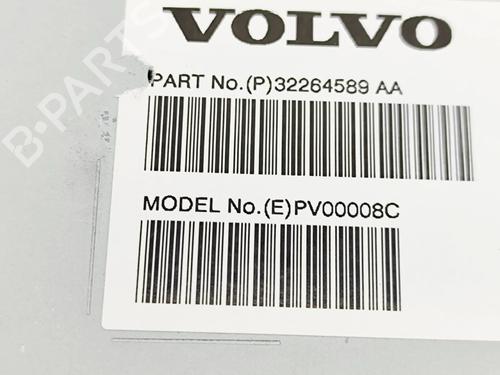 VOLVO
PART No.(P)32264589 AA
MODEL No.(E)PV00008C
B-PARTS